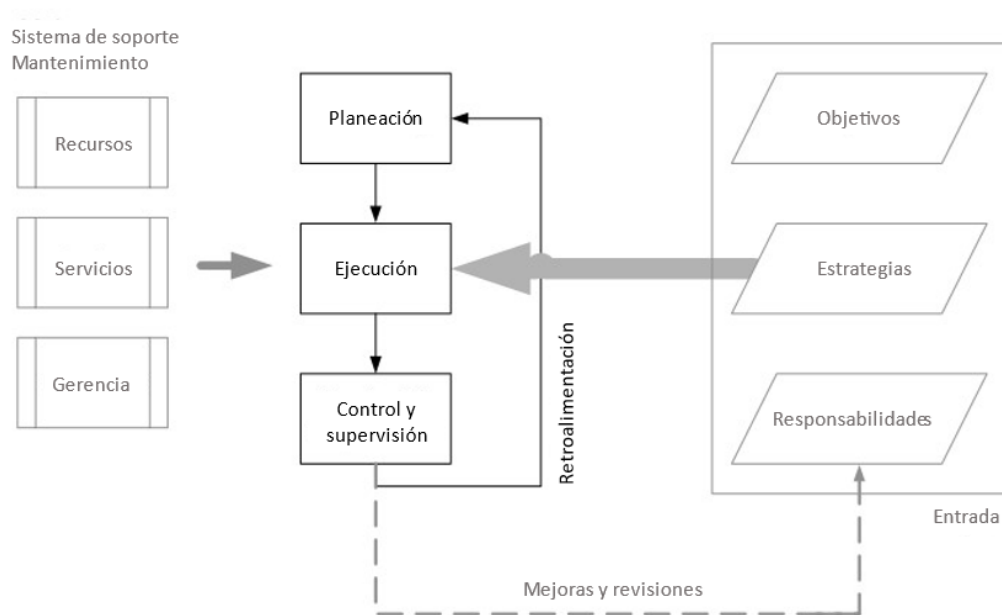 Sistema de soporte
Mantenimiento
Recursos
Servicios
Gerencia
Planeación
Ejecución
Control y
supervisión
Retroalimentación
Objetivos
Estrategias
Responsabilidades
Entrada
Mejoras y revisiones